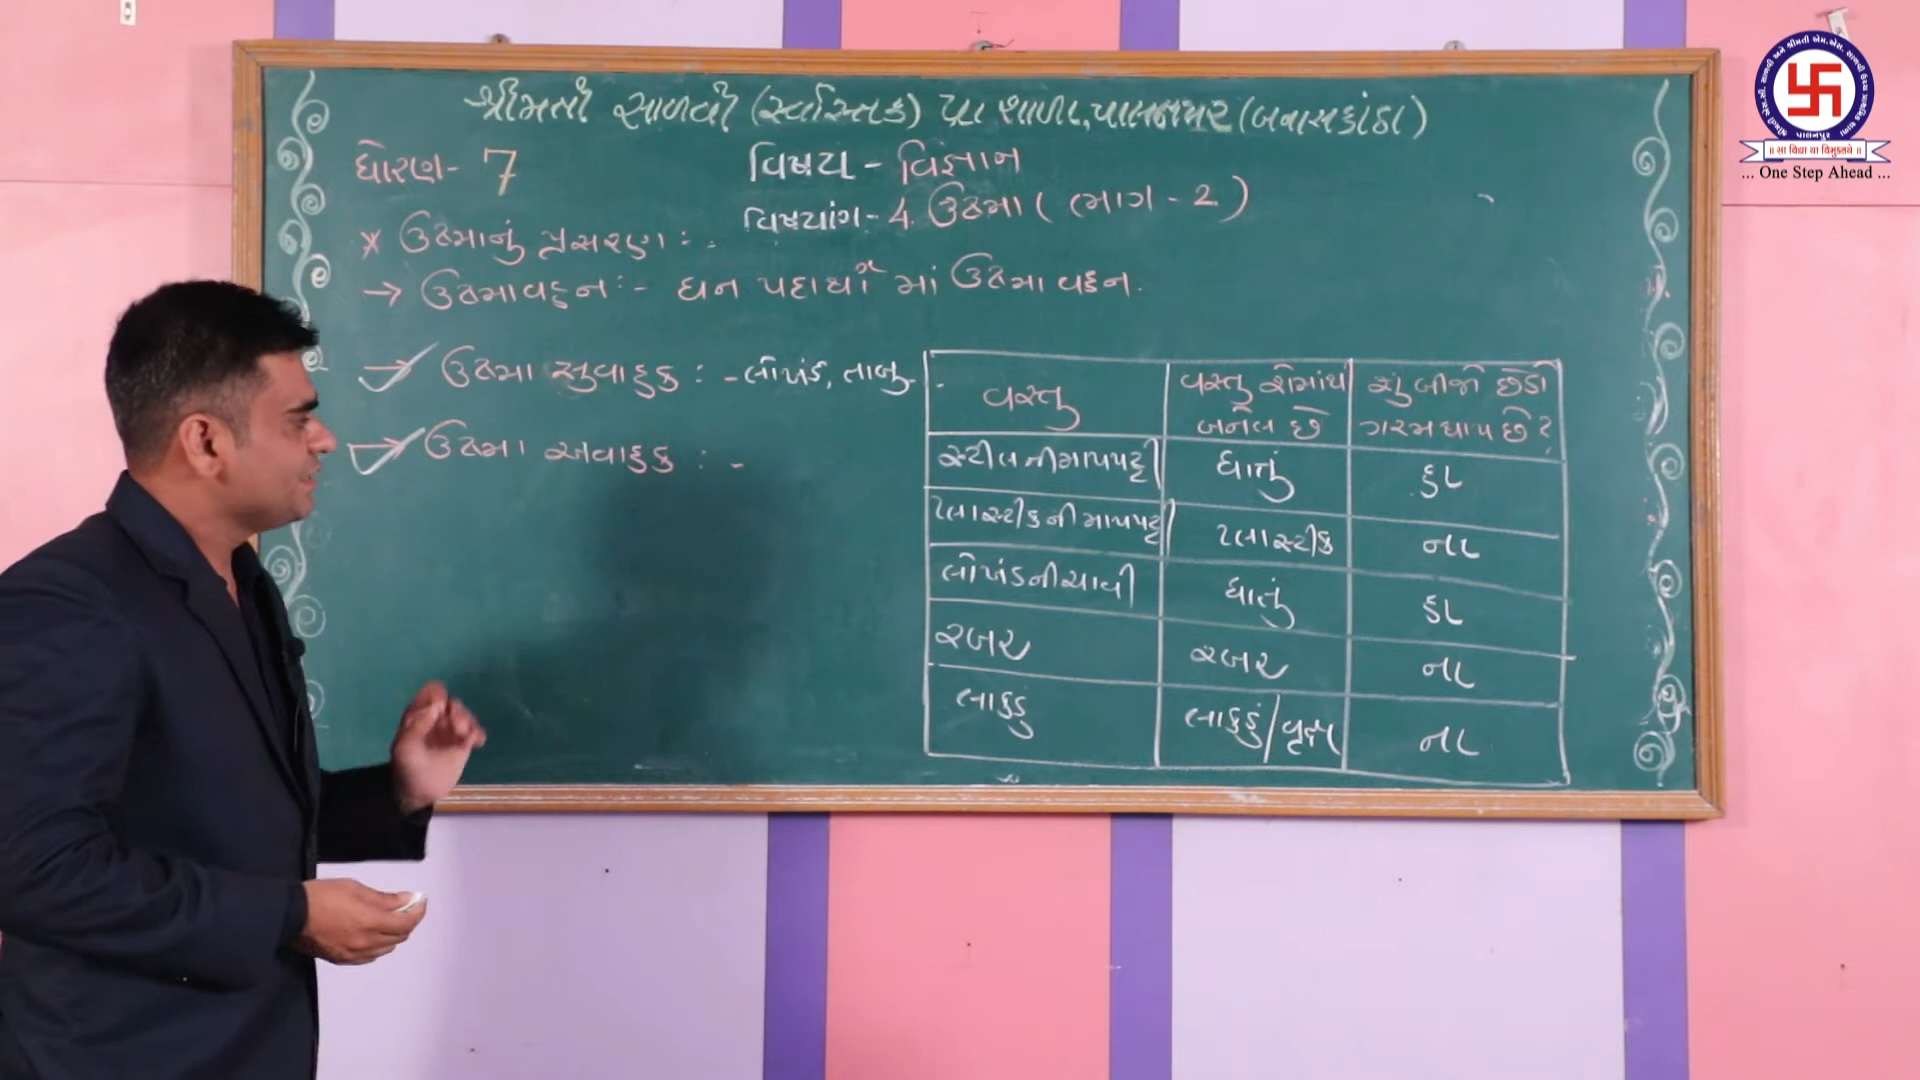 શ્રીમતી સાળવી (સ્વસ્તિક) પ્રા શાળા, પાલનપુર (બનાસકાંઠા)
ધોરણ- 7
વિષય - વિજ્ઞાન
વિષયાંગ- 4. ઉષ્મા ( ભાગ - 2 )
* ઉષ્માનું પ્રસરણ : -
→ ઉષ્માવહન :- ઘન પદાર્થો માં ઉષ્મા વહન.
→ ઉષ્મા સુવાહક : - લોખંડ, તાબુ
→ ઉષ્મા અવાહક : -
વસ્તુ | વસ્તુ શેમાંથી બનેલ છે | શું બીજો છેડો ગરમ થાય છે?
સ્ટીલની માપપટ્ટી | ધાતું | હા
પ્લાસ્ટીકની માપપટ્ટી | પ્લાસ્ટીક | ના
લોખંડની ચાવી | ધાતું | હા
રબર | રબર | ના
લાકડુ | લાકડું/વૃક્ષ | ના
પાલનપુર
॥ सा विद्या या विमुक्तये ॥
... One Step Ahead ...